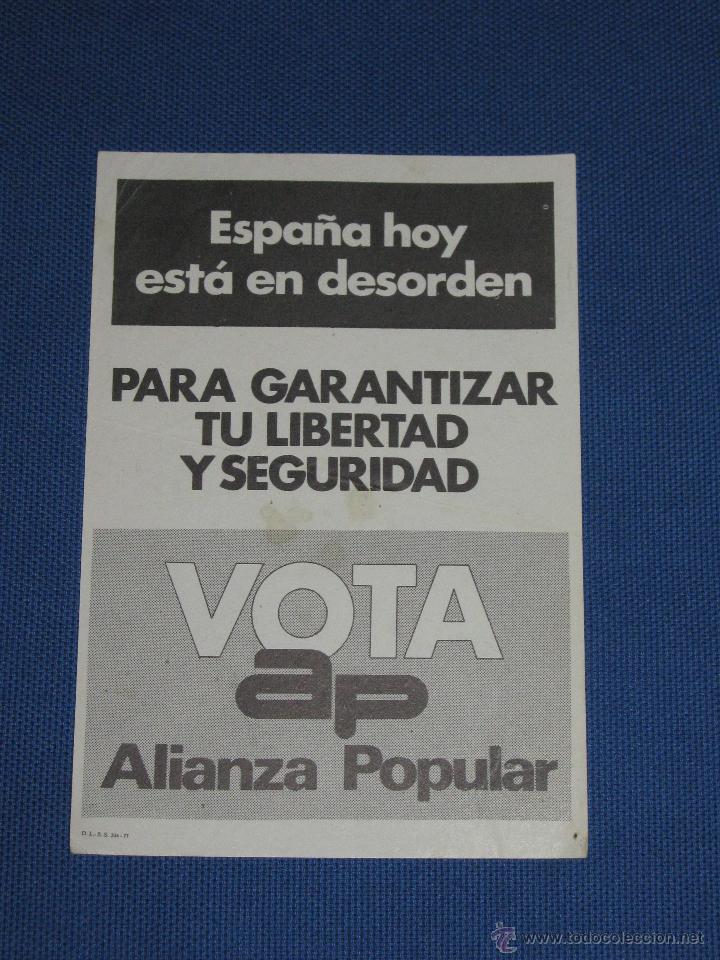 España hoy
está en desorden
PARA GARANTIZAR
TU LIBERTAD
Y SEGURIDAD
VOTA
ap
Alianza Popular
www.todocoleccion.net